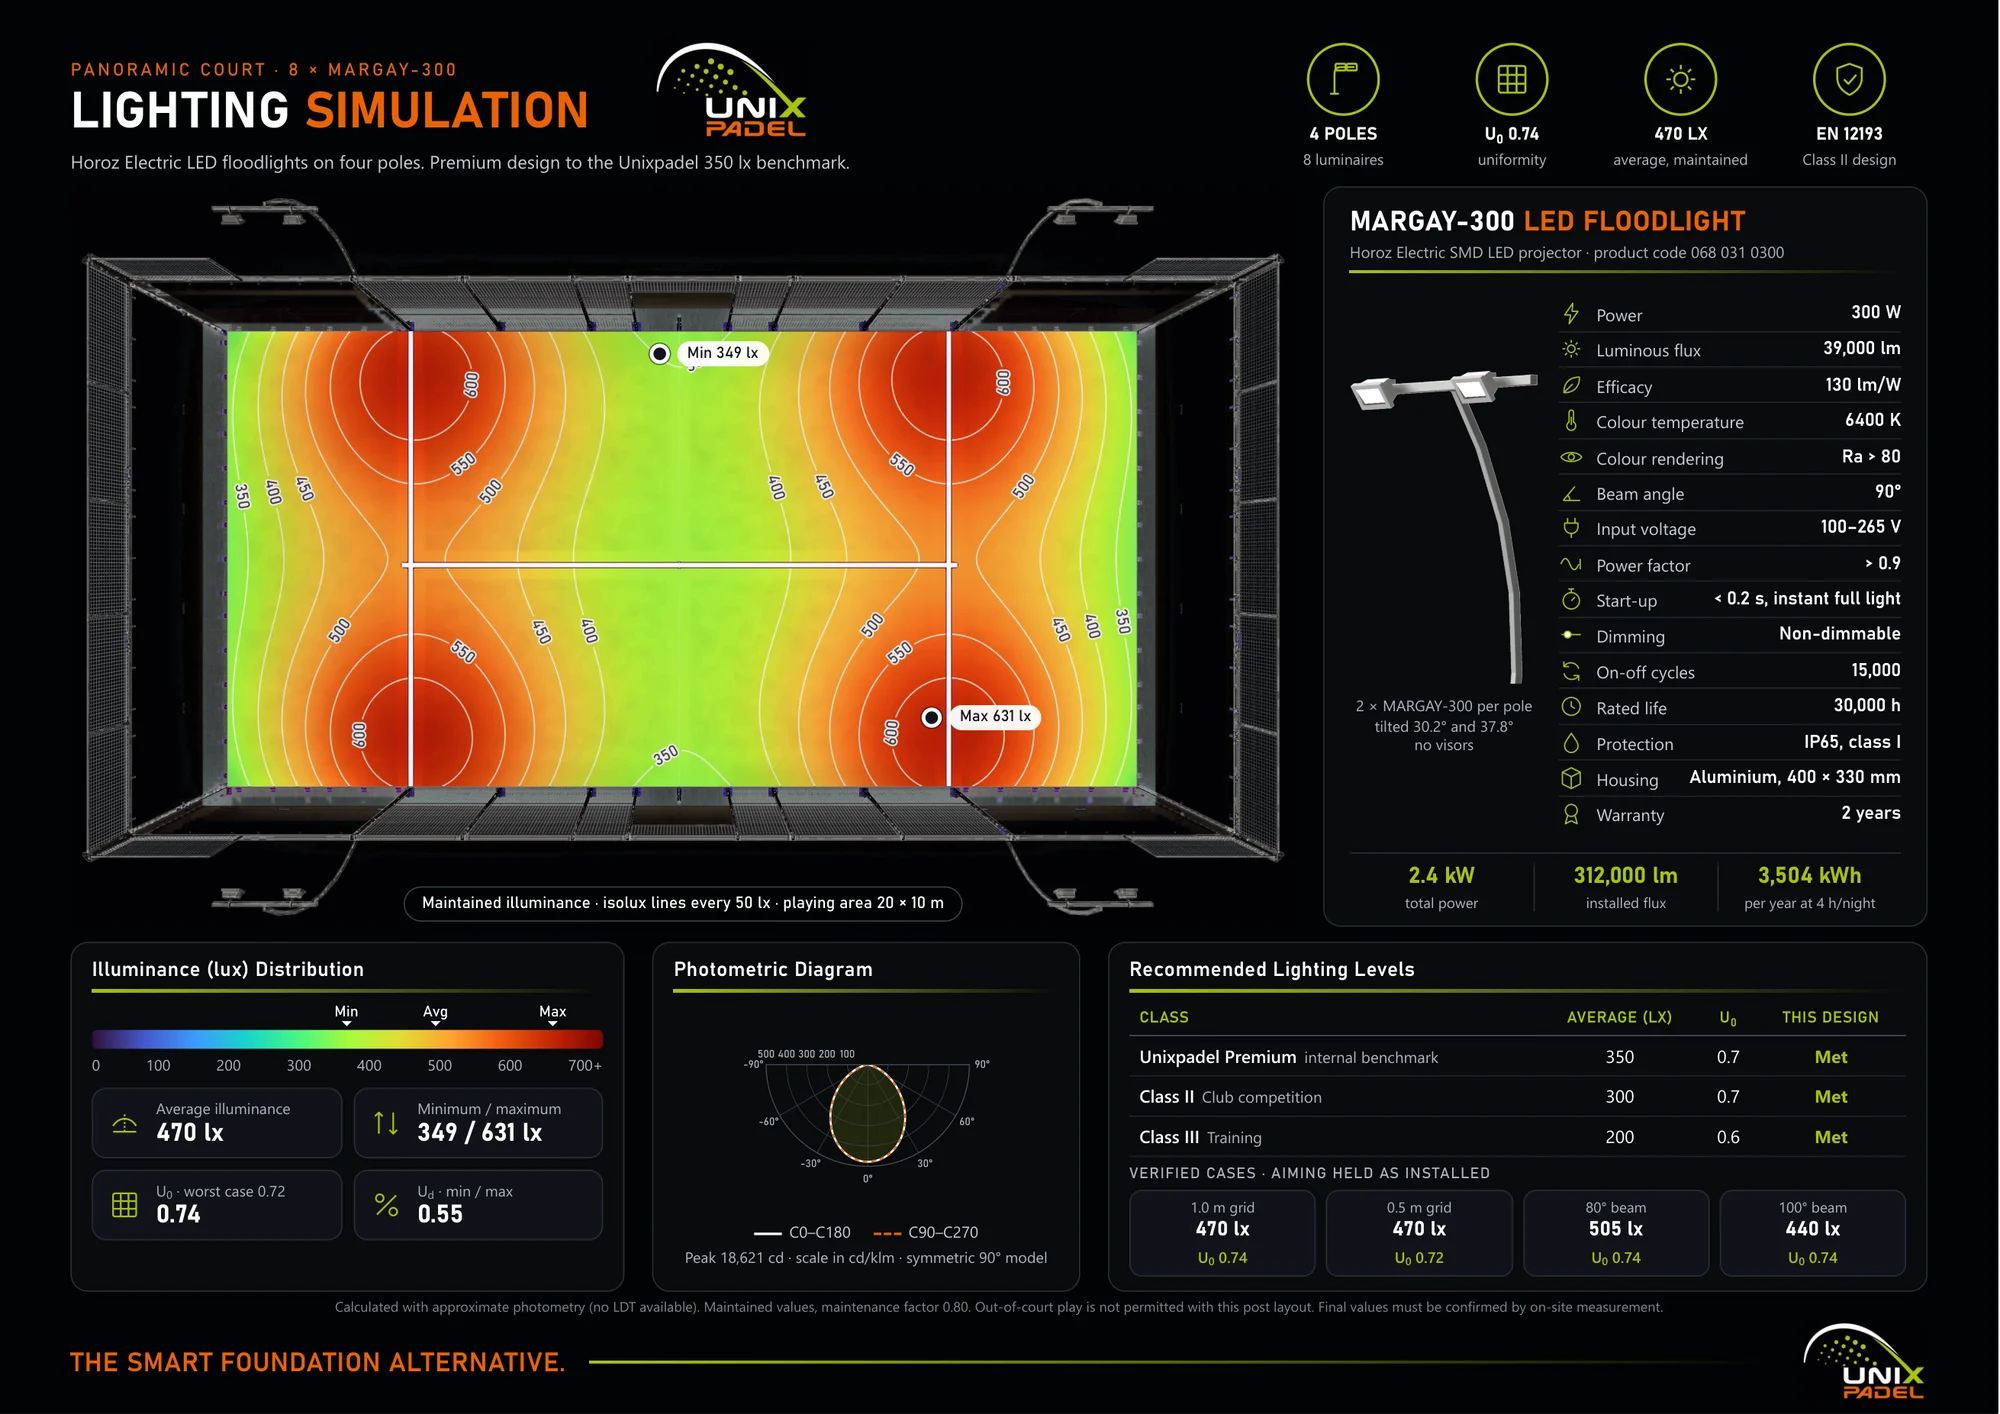 PANORAMIC COURT · 8 × MARGAY-300
LIGHTING SIMULATION
Horoz Electric LED floodlights on four poles. Premium design to the Unixpadel 350 lx benchmark.
UNIX
PADEL
4 POLES
8 luminaires
U0 0.74
uniformity
470 LX
average, maintained
EN 12193
Class II design
Min 349 lx
600
600
550
550
500
500
350
400
450
400
450
500
550
450
400
500
550
450
400
350
600
600
350
Max 631 lx
Maintained illuminance · isolux lines every 50 lx · playing area 20 × 10 m
MARGAY-300 LED FLOODLIGHT
Horoz Electric SMD LED projector · product code 068 031 0300
Power 300 W
Luminous flux 39,000 lm
Efficacy 130 lm/W
Colour temperature 6400 K
Colour rendering Ra > 80
Beam angle 90°
Input voltage 100–265 V
Power factor > 0.9
Start-up < 0.2 s, instant full light
Dimming Non-dimmable
On-off cycles 15,000
Rated life 30,000 h
Protection IP65, class I
Housing Aluminium, 400 × 330 mm
Warranty 2 years
2 × MARGAY-300 per pole
tilted 30.2° and 37.8°
no visors
2.4 kW
total power
312,000 lm
installed flux
3,504 kWh
per year at 4 h/night
Illuminance (lux) Distribution
Min Avg Max
0 100 200 300 400 500 600 700+
Average illuminance
470 lx
Minimum / maximum
349 / 631 lx
U0 · worst case 0.72
0.74
Ud · min / max
0.55
Photometric Diagram
500 400 300 200 100
-90° 90°
-60° 60°
-30° 30°
0°
C0–C180 C90–C270
Peak 18,621 cd · scale in cd/klm · symmetric 90° model
Recommended Lighting Levels
CLASS AVERAGE (LX) U0 THIS DESIGN
Unixpadel Premium internal benchmark 350 0.7 Met
Class II Club competition 300 0.7 Met
Class III Training 200 0.6 Met
VERIFIED CASES · AIMING HELD AS INSTALLED
1.0 m grid
470 lx
U0 0.74
0.5 m grid
470 lx
U0 0.72
80° beam
505 lx
U0 0.74
100° beam
440 lx
U0 0.74
Calculated with approximate photometry (no LDT available). Maintained values, maintenance factor 0.80. Out-of-court play is not permitted with this post layout. Final values must be confirmed by on-site measurement.
THE SMART FOUNDATION ALTERNATIVE.
UNIX
PADEL